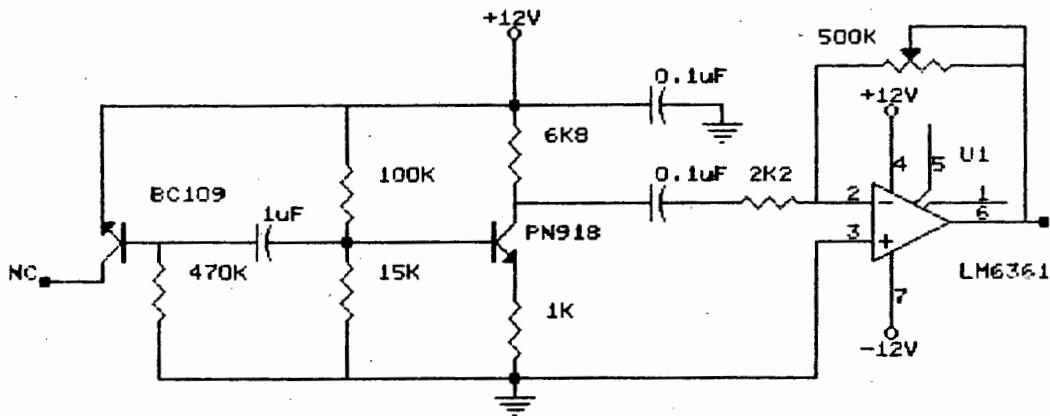 +12V
500K
0.1uF
+12V
6K8
4
5
U1
100K
0.1uF
2K2
BC109
1uF
2
1
6
PN918
3
NC
470K
15K
LM6361
7
1K
-12V